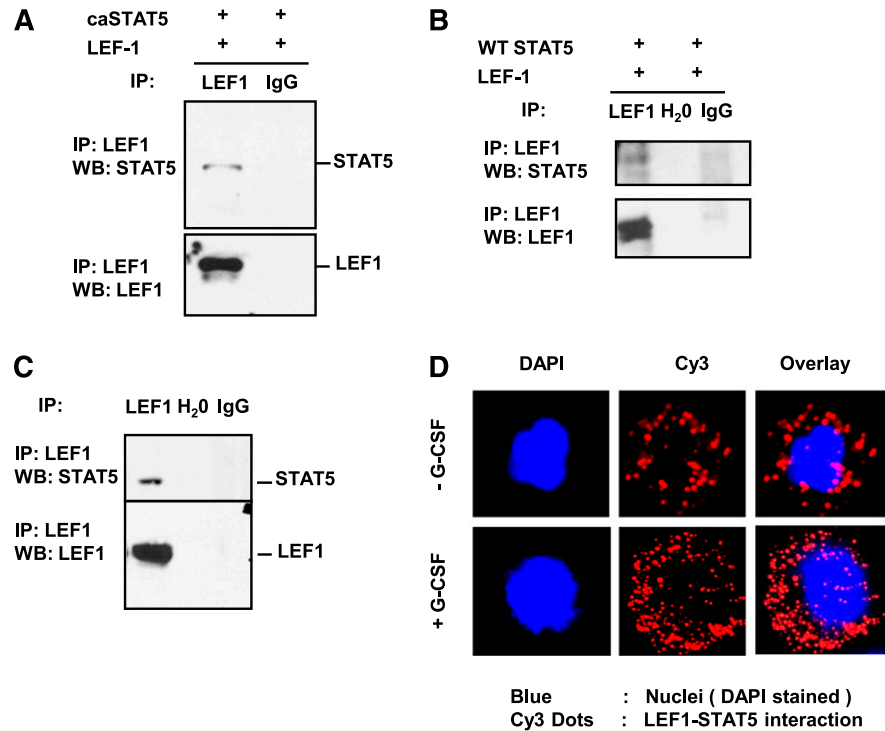 A
caSTAT5 + +
LEF-1 + +
IP: LEF1 IgG
IP: LEF1
WB: STAT5
STAT5
IP: LEF1
WB: LEF1
LEF1
B
WT STAT5 + +
LEF-1 + +
IP: LEF1 H20 IgG
IP: LEF1
WB: STAT5
IP: LEF1
WB: LEF1
C
IP: LEF1 H20 IgG
IP: LEF1
WB: STAT5
STAT5
IP: LEF1
WB: LEF1
LEF1
D
DAPI Cy3 Overlay
- G-CSF
+ G-CSF
Blue : Nuclei ( DAPI stained )
Cy3 Dots : LEF1-STAT5 interaction